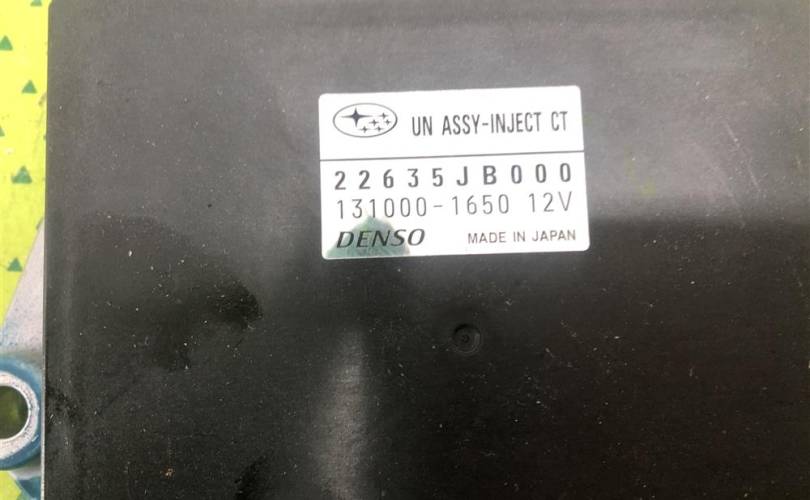 UN ASSY-INJECT CT
22635JB000
131000-1650 12V
DENSO MADE IN JAPAN